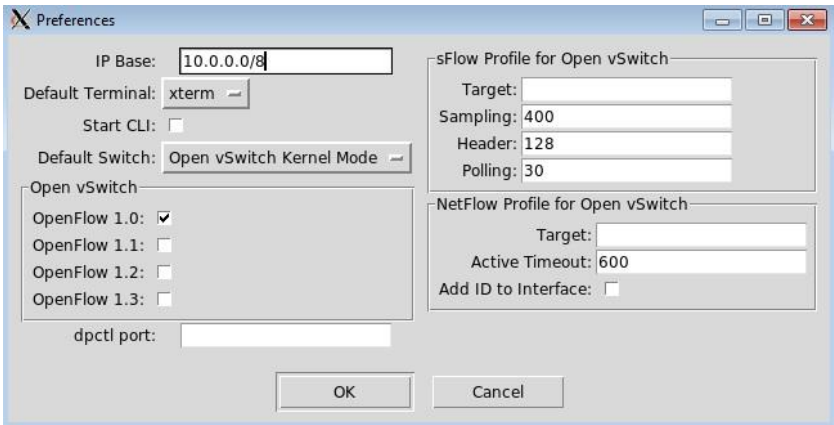 Preferences
IP Base: 10.0.0.0/8
Default Terminal: xterm
Start CLI:
Default Switch: Open vSwitch Kernel Mode
Open vSwitch
OpenFlow 1.0:
OpenFlow 1.1:
OpenFlow 1.2:
OpenFlow 1.3:
dpctl port:
sFlow Profile for Open vSwitch
Target:
Sampling: 400
Header: 128
Polling: 30
NetFlow Profile for Open vSwitch
Target:
Active Timeout: 600
Add ID to Interface:
OK
Cancel